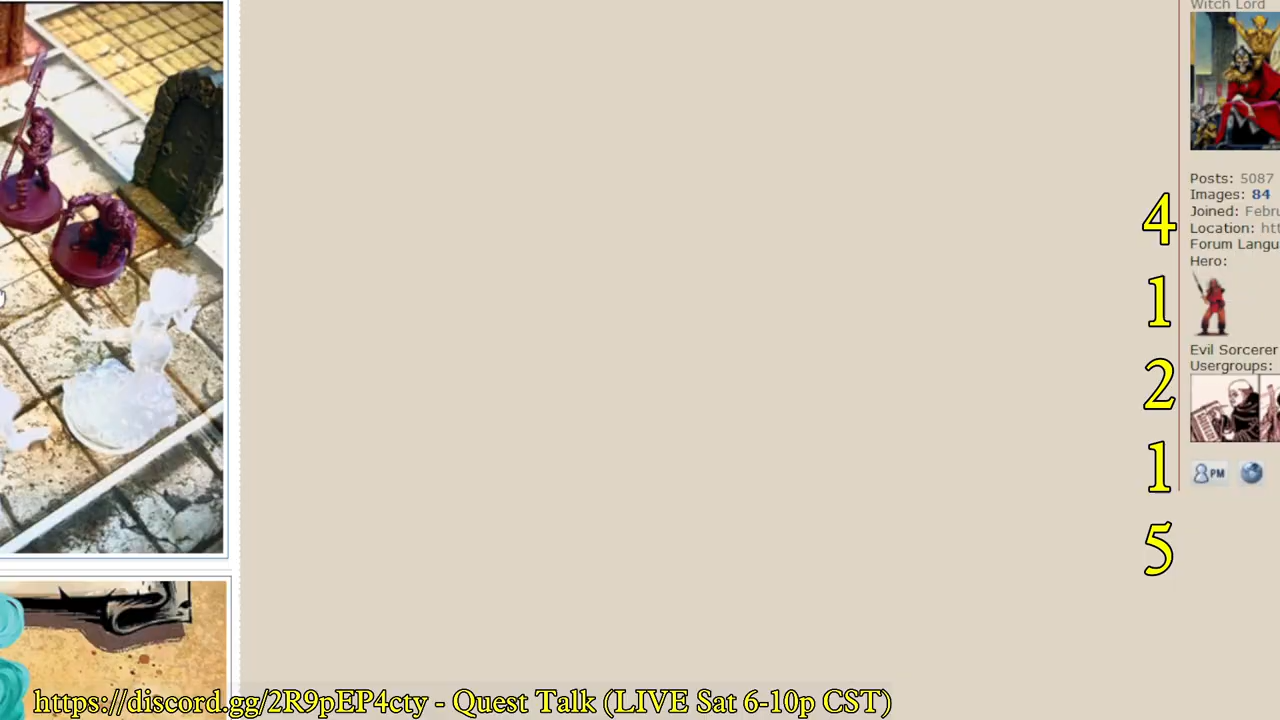 Witch Lord
Posts: 5087
Images: 84
Joined: Febru
Location: htt
Forum Langu
Hero:
Evil Sorcerer
Usergroups:
PM
4
1
2
1
5
https://discord.gg/2R9pEP4cty - Quest Talk (LIVE Sat 6-10p CST)